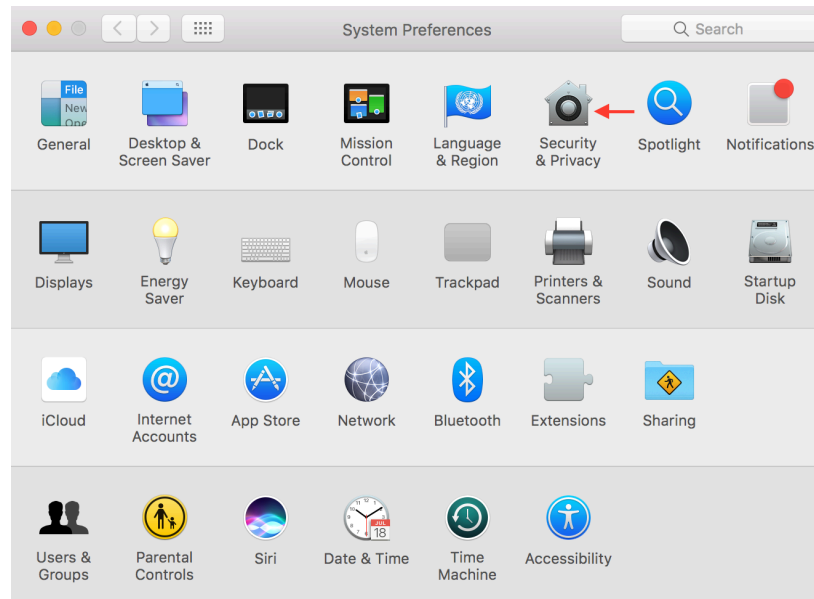 System Preferences
Search
File
New
Ope
General
Desktop &
Screen Saver
Dock
Mission
Control
Language
& Region
Security
& Privacy
Spotlight
Notifications
Displays
Energy
Saver
Keyboard
Mouse
Trackpad
Printers &
Scanners
Sound
Startup
Disk
iCloud
@
Internet
Accounts
App Store
Network
Bluetooth
Extensions
Sharing
Users &
Groups
Parental
Controls
Siri
JUL
18
Date & Time
Time
Machine
Accessibility